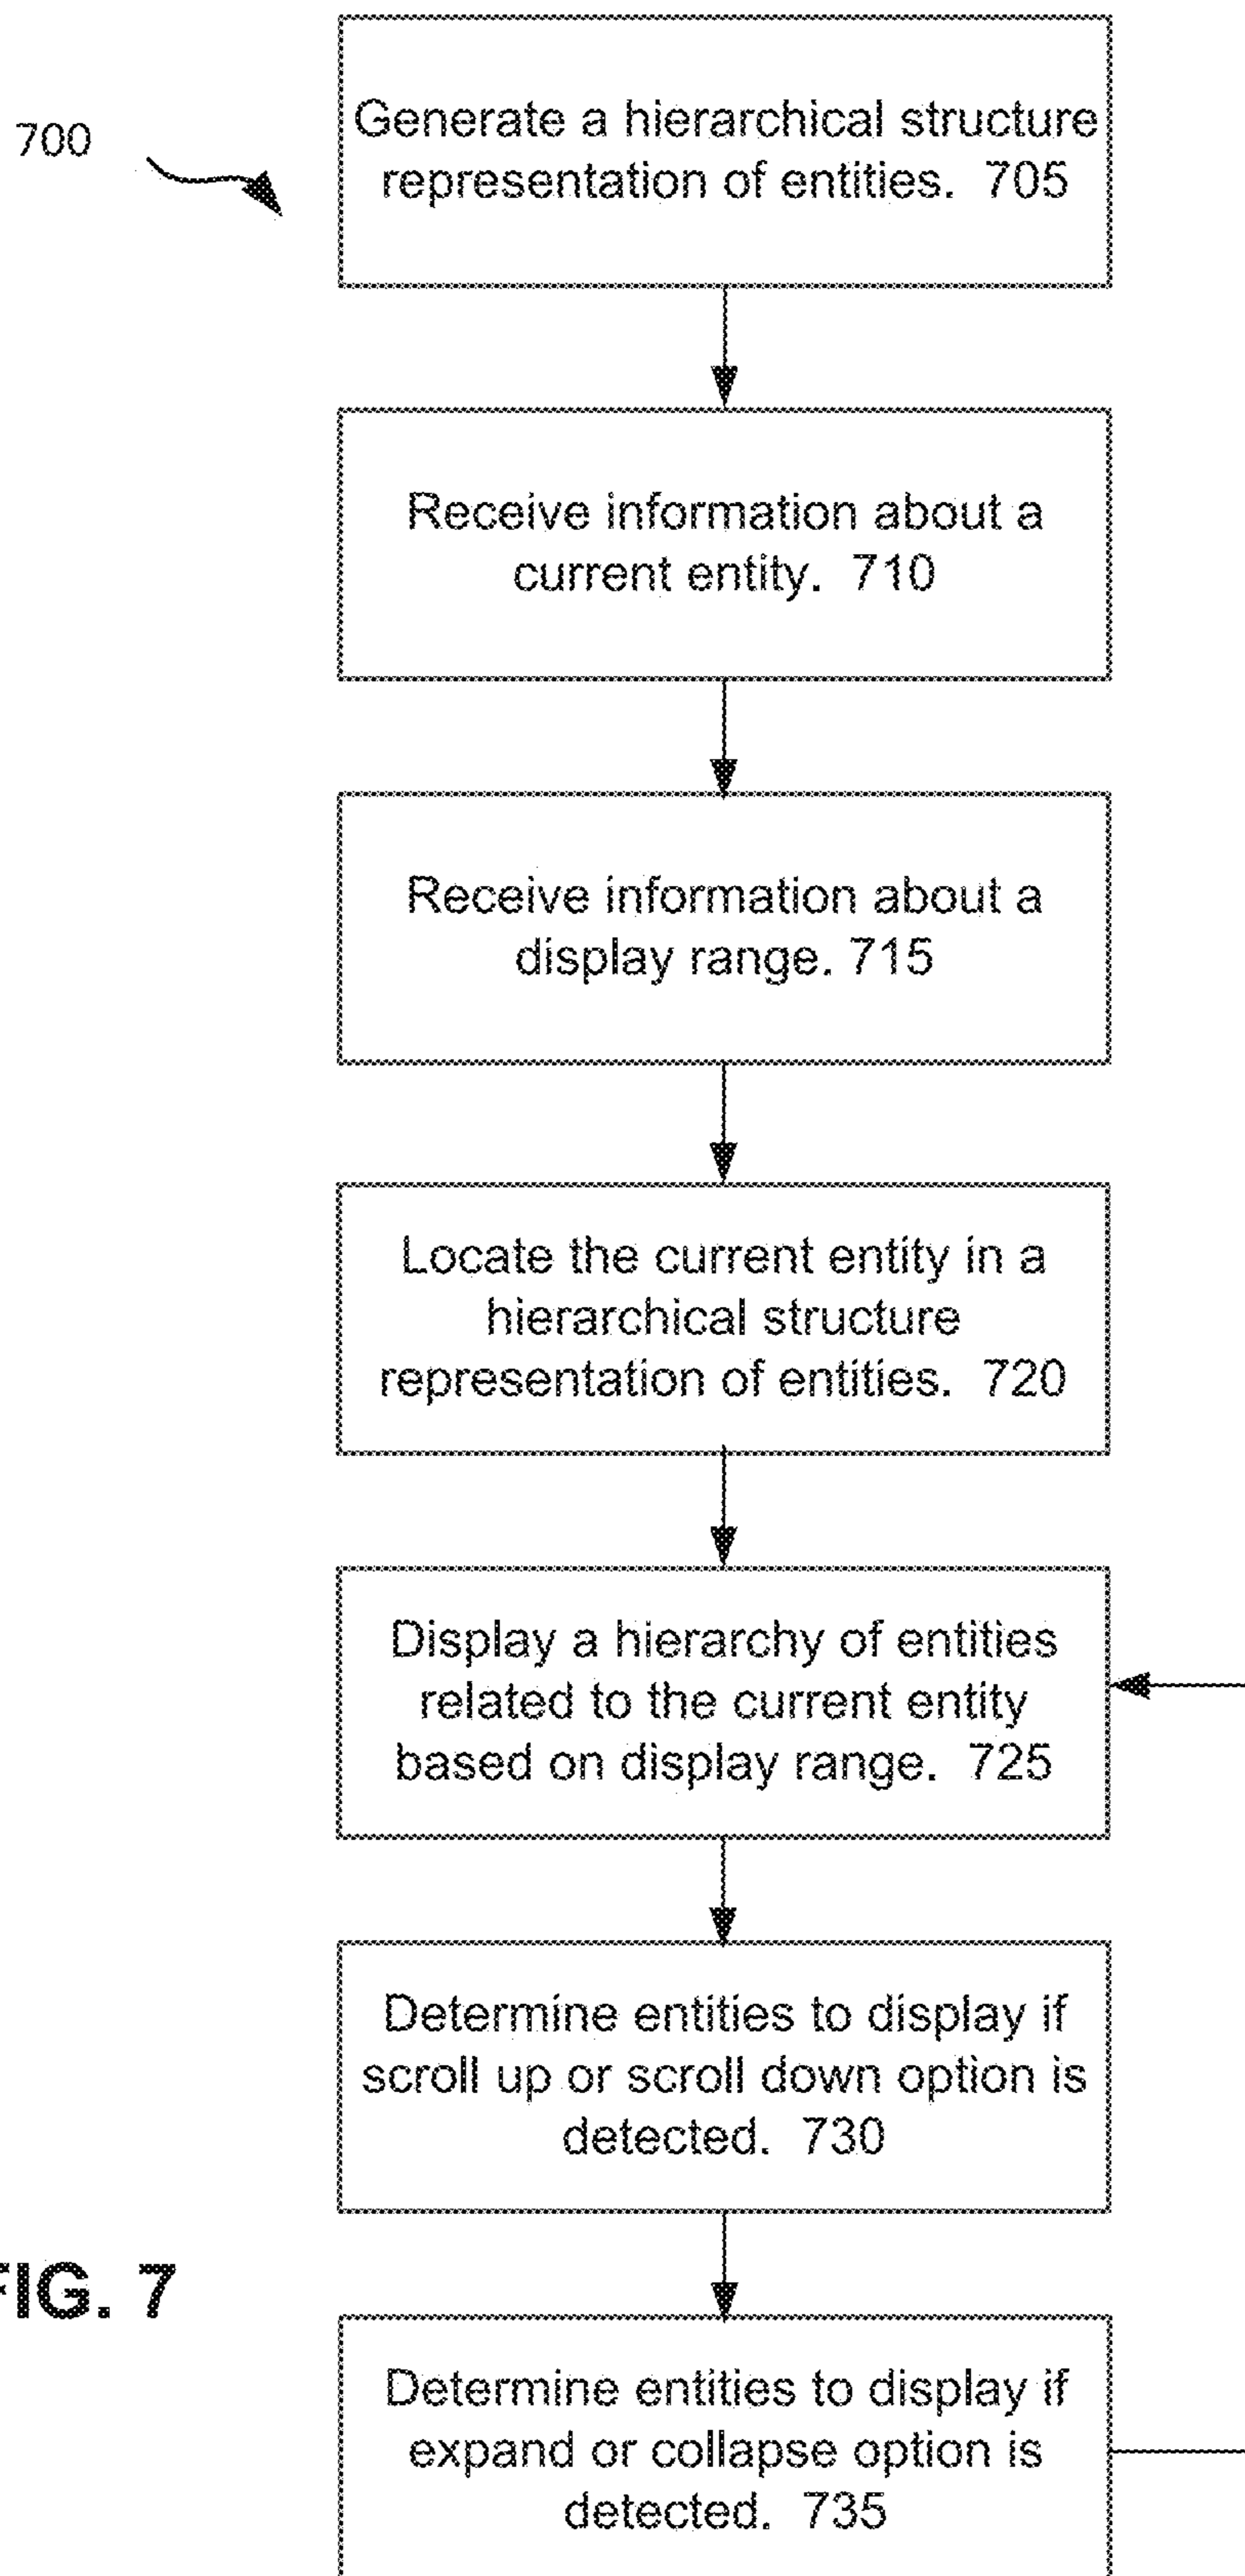 700
Generate a hierarchical structure
representation of entities. 705
Receive information about a
current entity. 710
Receive information about a
display range. 715
Locate the current entity in a
hierarchical structure
representation of entities. 720
Display a hierarchy of entities
related to the current entity
based on display range. 725
Determine entities to display if
scroll up or scroll down option is
detected. 730
FIG. 7
Determine entities to display if
expand or collapse option is
detected. 735